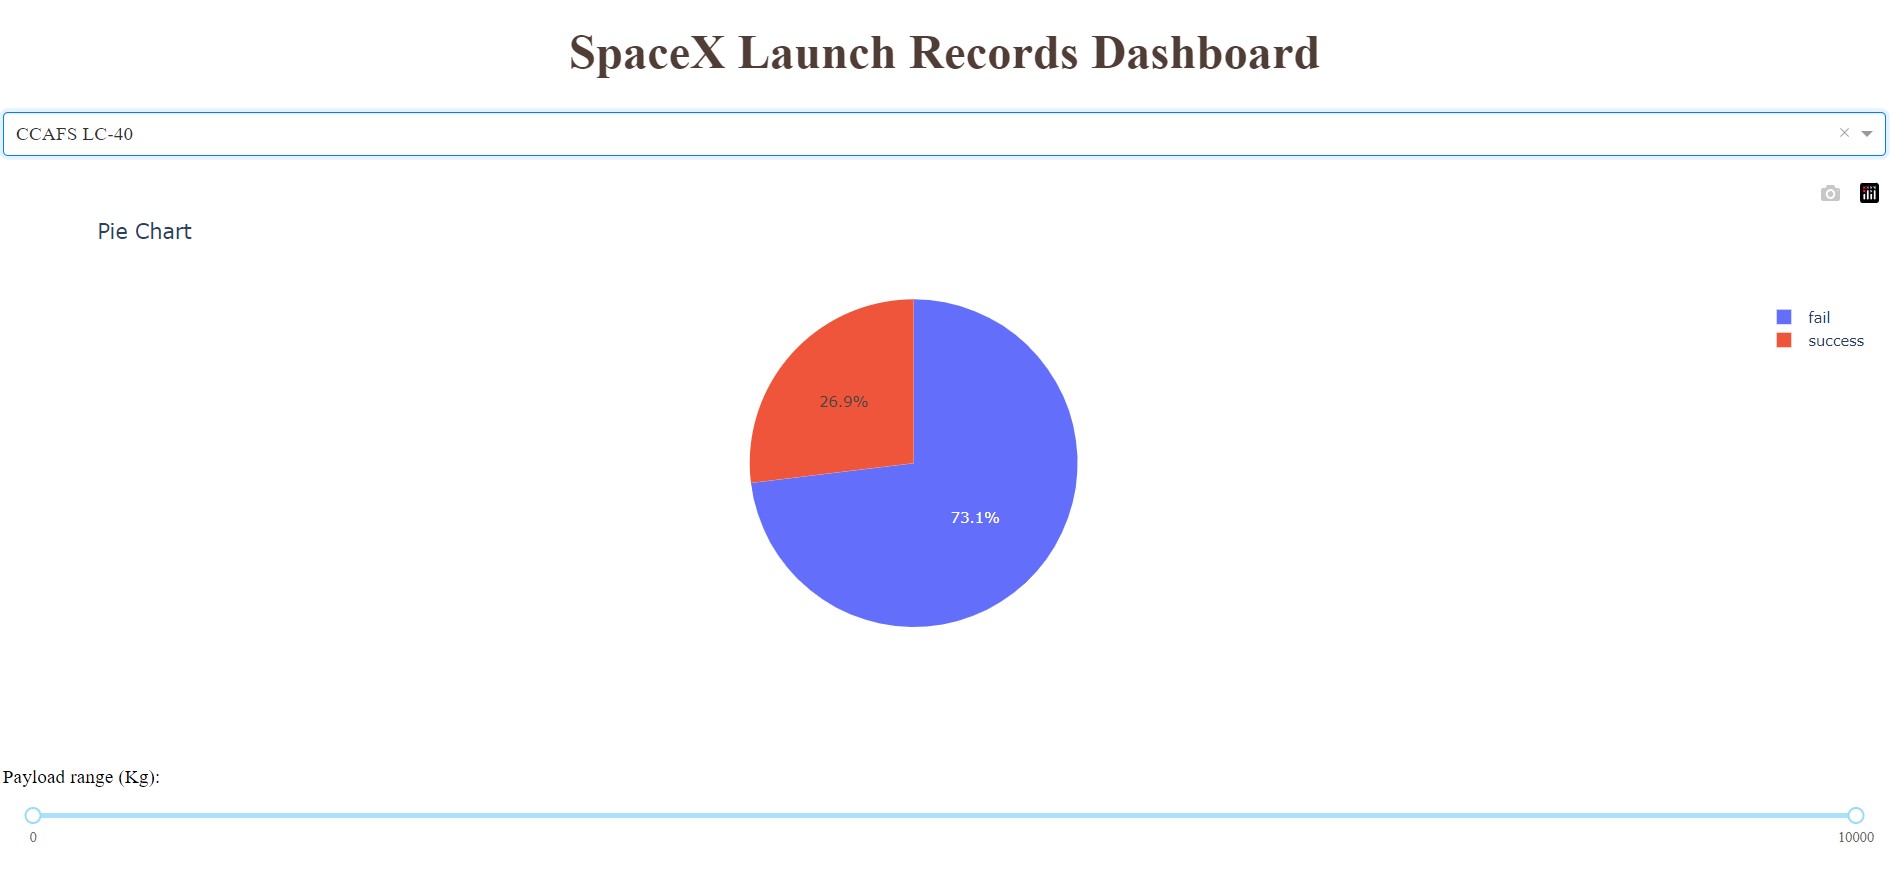 SpaceX Launch Records Dashboard
CCAFS LC-40
Pie Chart
fail
success
26.9%
73.1%
Payload range (Kg):
0 10000